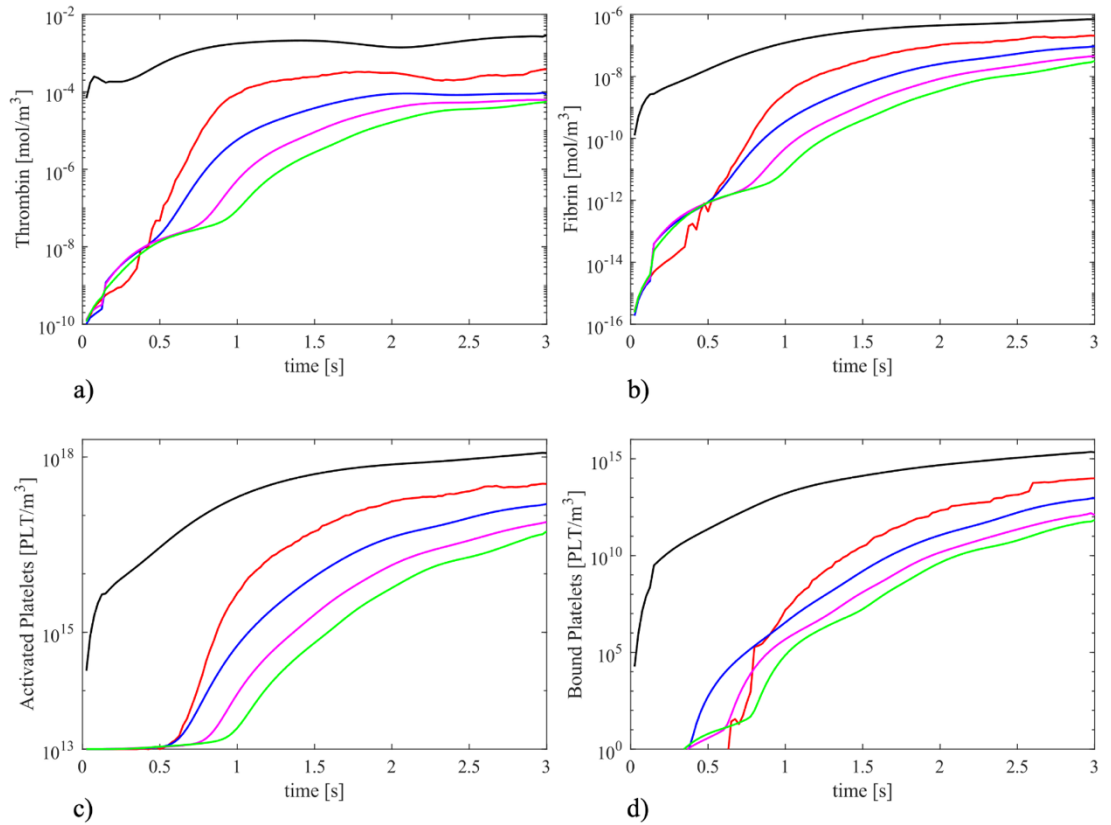 10^-2
10^-4
10^-6
10^-8
10^-10
Thrombin [mol/m^3]
0 0.5 1 1.5 2 2.5 3
time [s]
a)
10^-6
10^-8
10^-10
10^-12
10^-14
10^-16
Fibrin [mol/m^3]
0 0.5 1 1.5 2 2.5 3
time [s]
b)
10^18
10^15
10^13
Activated Platelets [PLT/m^3]
0 0.5 1 1.5 2 2.5 3
time [s]
c)
10^15
10^10
10^5
10^0
Bound Platelets [PLT/m^3]
0 0.5 1 1.5 2 2.5 3
time [s]
d)